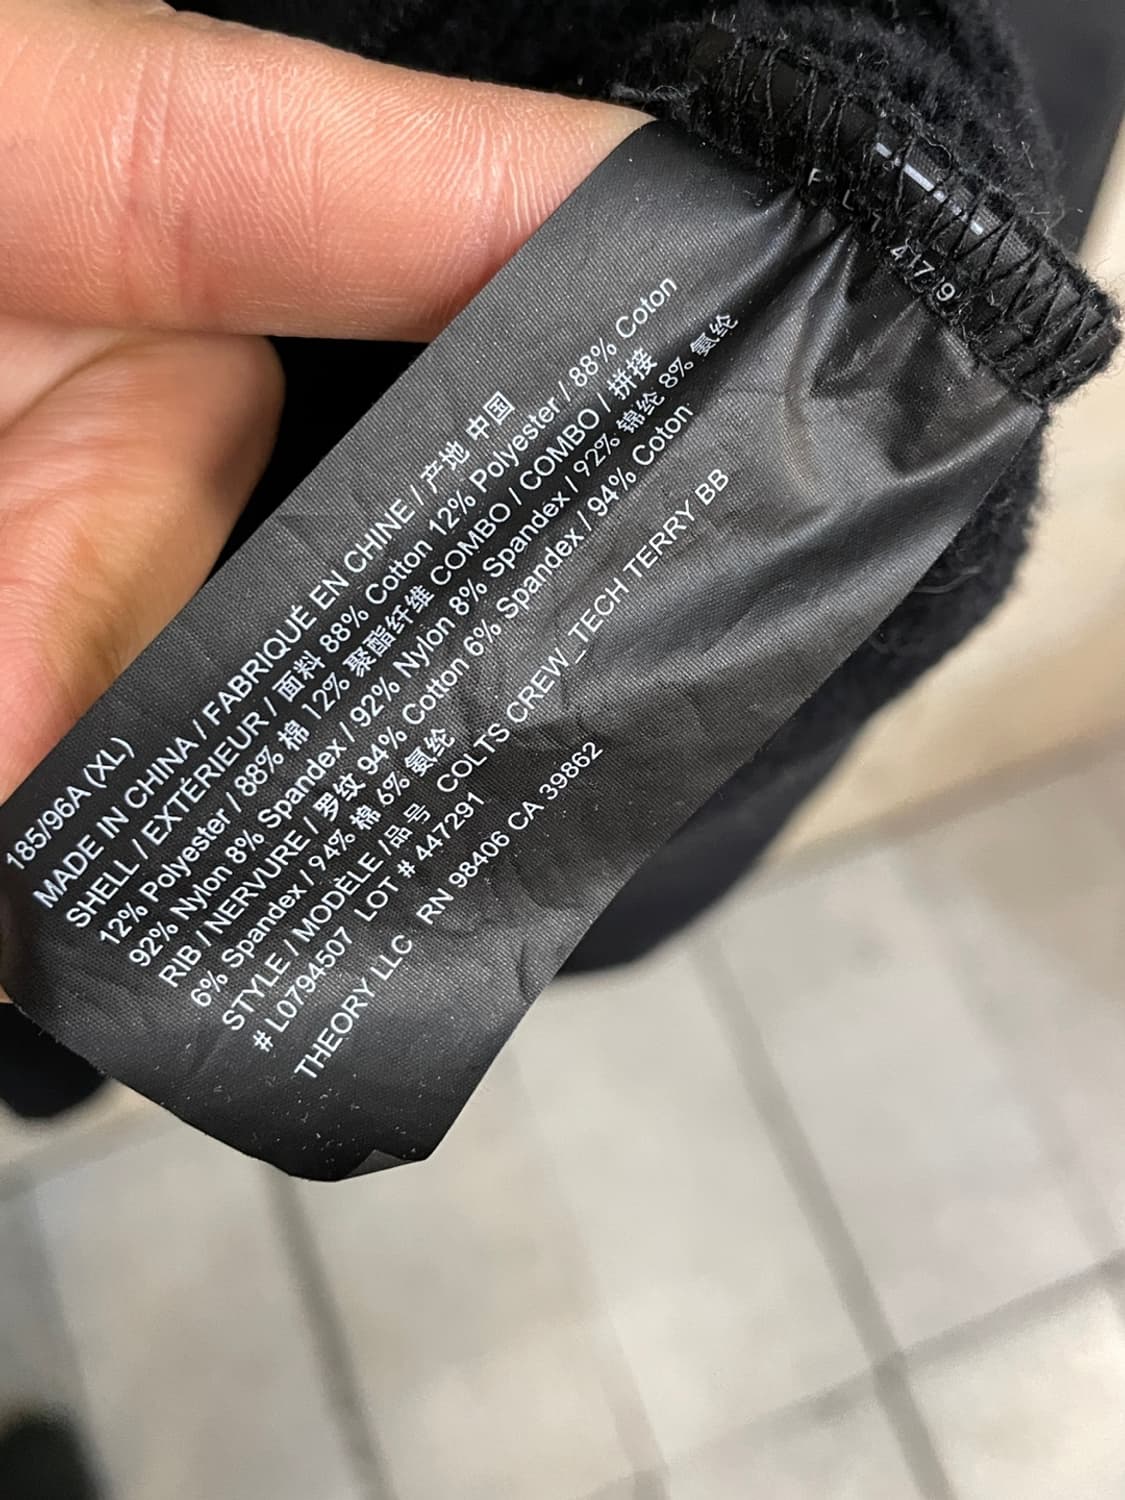 185/96A (XL)
MADE IN CHINA / FABRIQUÉ EN CHINE / 产地 中国
SHELL / EXTÉRIEUR / 面料 88% Cotton 12% Polyester / 88% Coton
12% Polyester / 88% 棉 12% 聚酯纤维 COMBO / COMBO / 拼接
92% Nylon 8% Spandex / 92% Nylon 8% Spandex / 92% 锦纶 8% 氨纶
RIB / NERVURE / 罗纹 94% Cotton 6% Spandex / 94% Coton
6% Spandex / 94% 棉 6% 氨纶
STYLE / MODÈLE /品号 COLTS CREW_TECH TERRY BB
# L0794507 LOT # 447291
THEORY LLC RN 98406 CA 39862